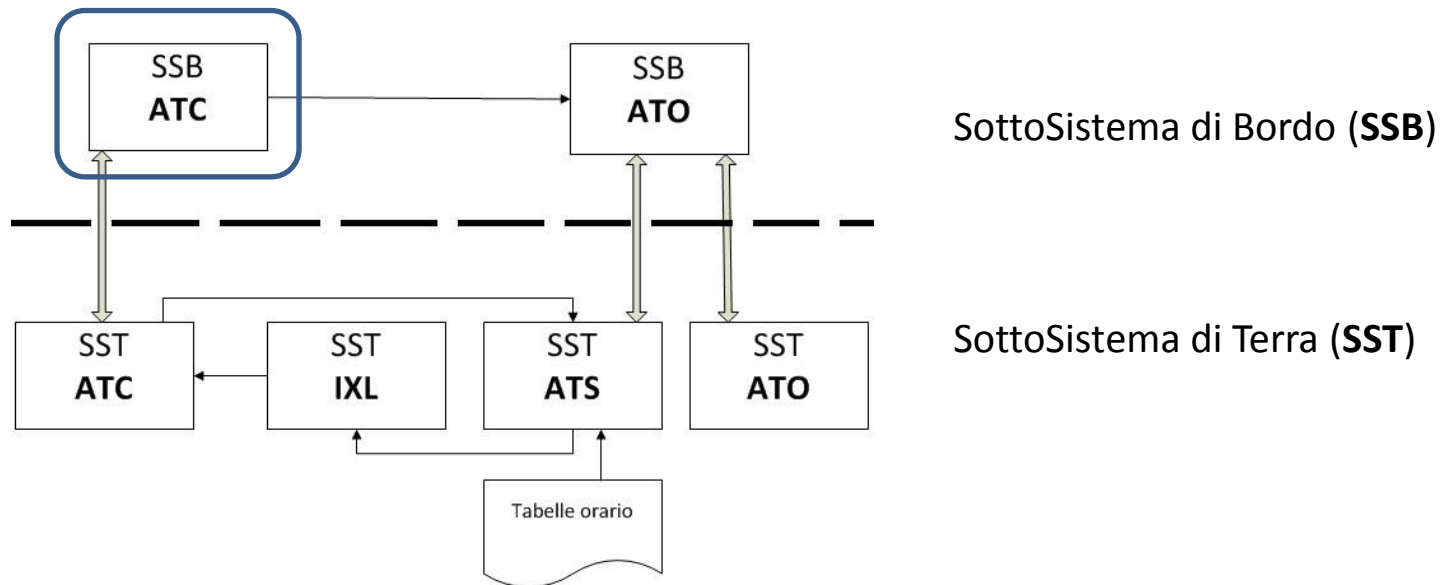 SSB
ATC
SSB
ATO
SottoSistema di Bordo (SSB)
SST
ATC
SST
IXL
SST
ATS
SST
ATO
SottoSistema di Terra (SST)
Tabelle orario